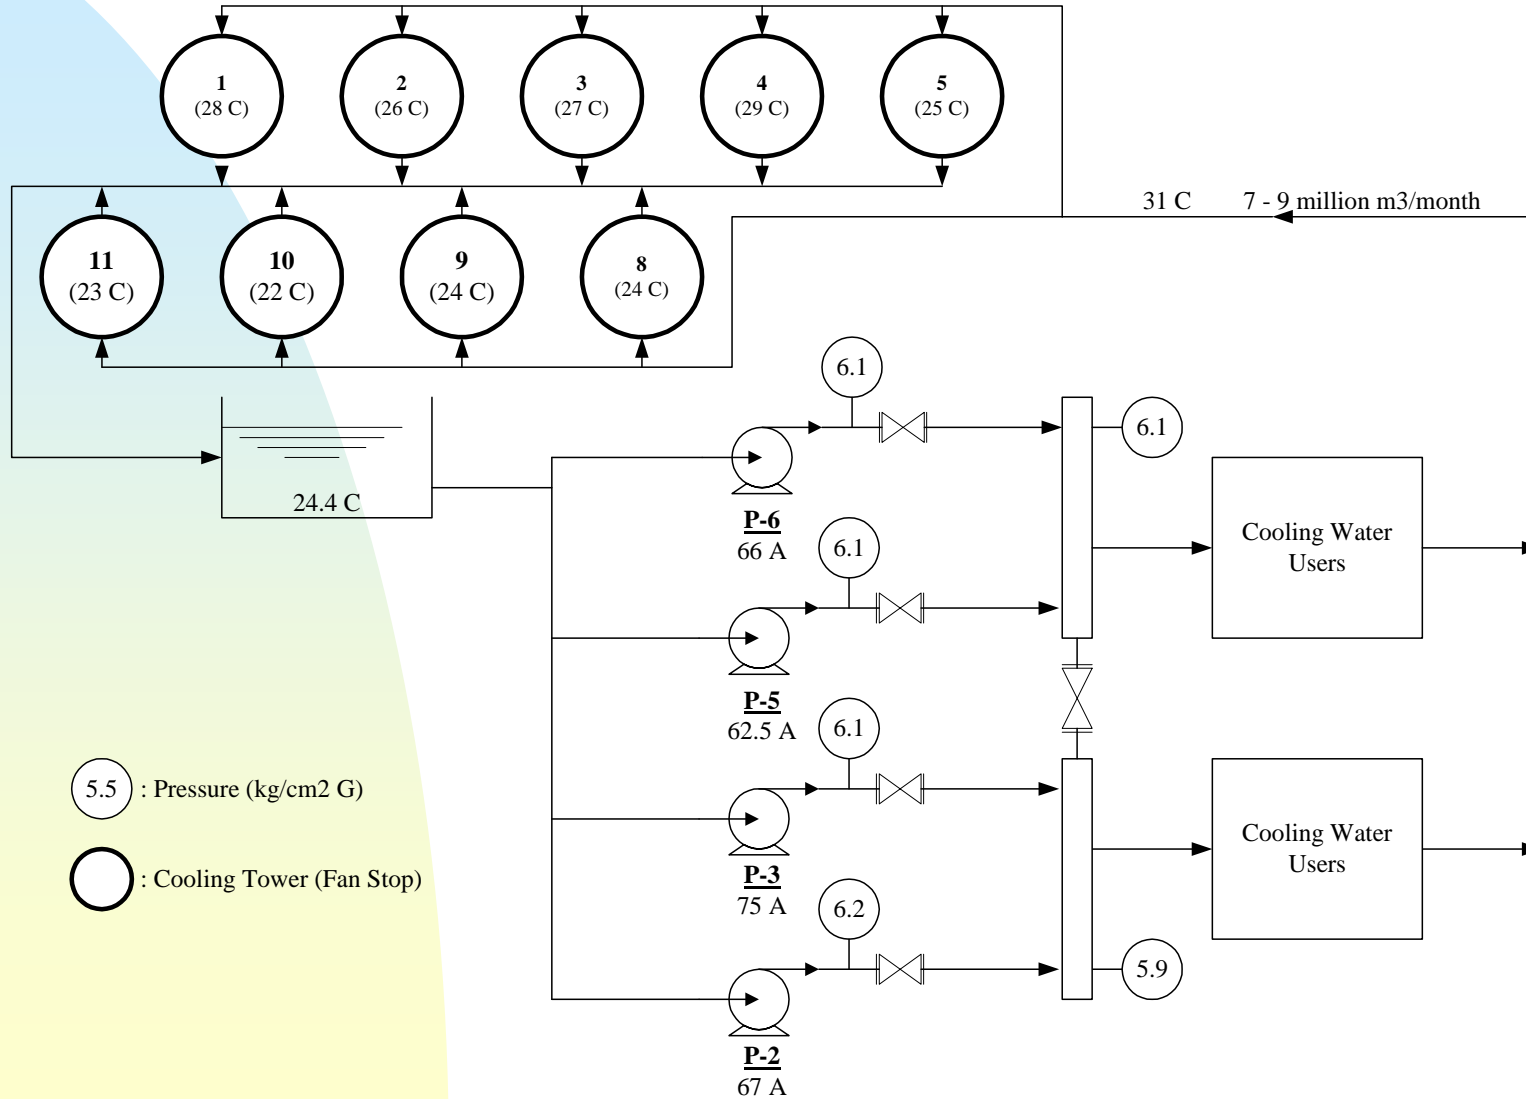 1
(28 C)
2
(26 C)
3
(27 C)
4
(29 C)
5
(25 C)
31 C
7 - 9 million m3/month
11
(23 C)
10
(22 C)
9
(24 C)
8
(24 C)
6.1
6.1
24.4 C
P-6
66 A
Cooling Water
Users
6.1
P-5
62.5 A
6.1
5.5
: Pressure (kg/cm2 G)
Cooling Water
Users
: Cooling Tower (Fan Stop)
P-3
75 A
6.2
5.9
P-2
67 A